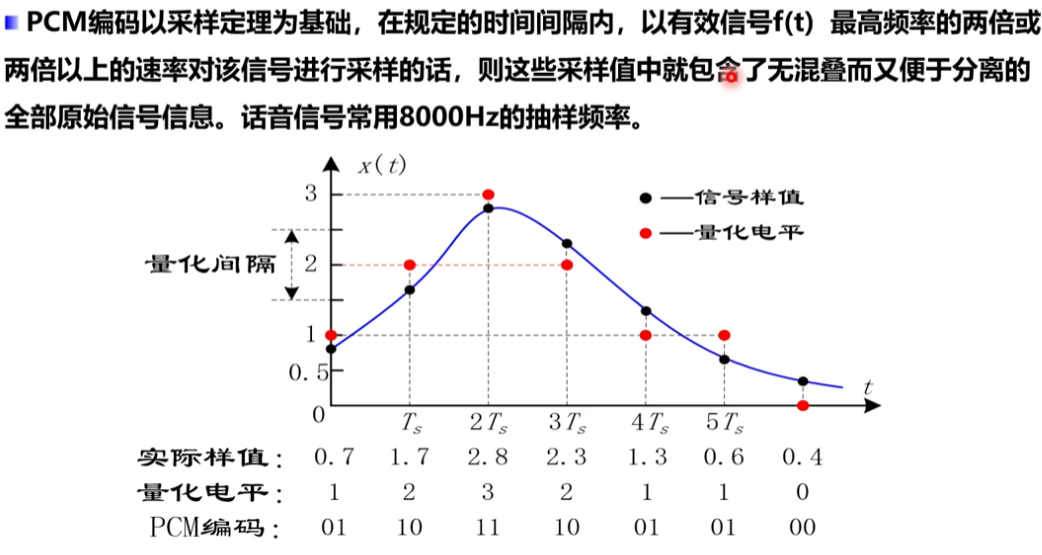 PCM编码以采样定理为基础，在规定的时间间隔内，以有效信号f(t) 最高频率的两倍或
两倍以上的速率对该信号进行采样的话，则这些采样值中就包含了无混叠而又便于分离的
全部原始信号信息。话音信号常用8000Hz的抽样频率。
x(t)
3
—信号样值
—量化电平
量化间隔
2
1
0.5
0
t
Ts 2Ts 3Ts 4Ts 5Ts
实际样值: 0.7 1.7 2.8 2.3 1.3 0.6 0.4
量化电平: 1 2 3 2 1 1 0
PCM编码: 01 10 11 10 01 01 00